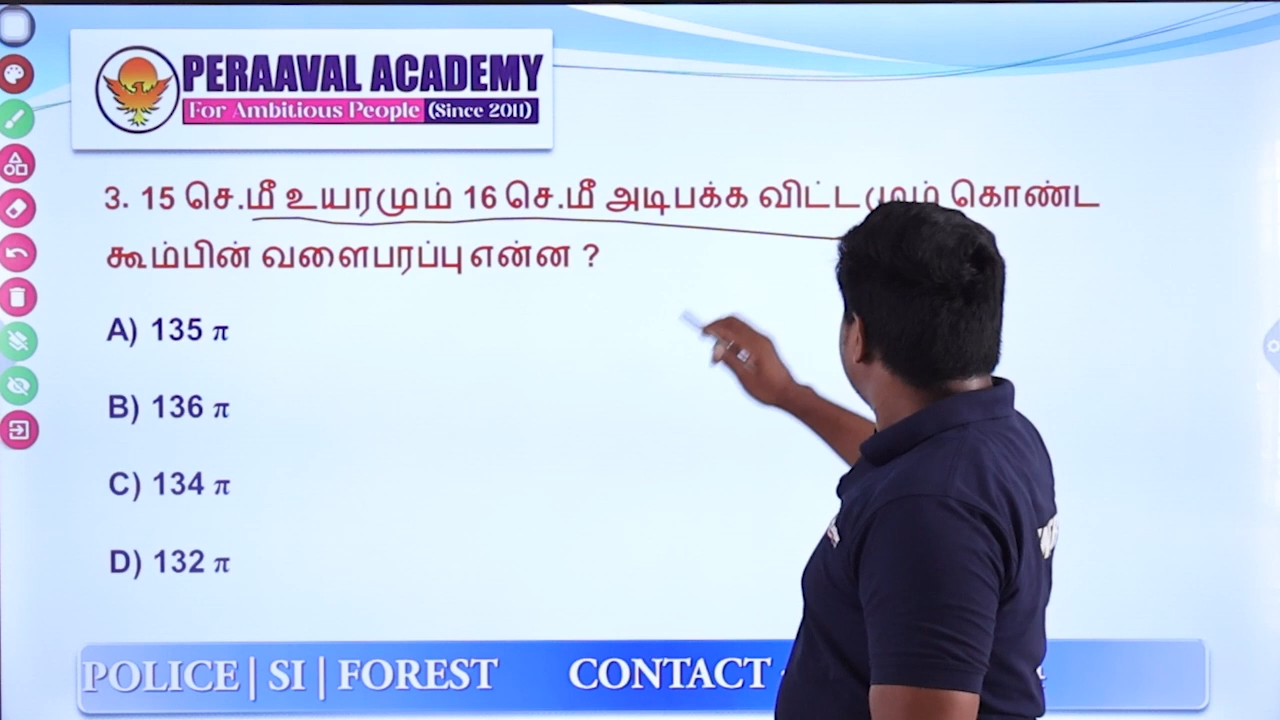 PERAAVAL ACADEMY
For Ambitious People (Since 2011)
3. 15 செ.மீ உயரமும் 16 செ.மீ அடிபக்க விட்டமும் கொண்ட
கூம்பின் வளைபரப்பு என்ன ?
A) 135 π
B) 136 π
C) 134 π
D) 132 π
POLICE | SI | FOREST CONTACT